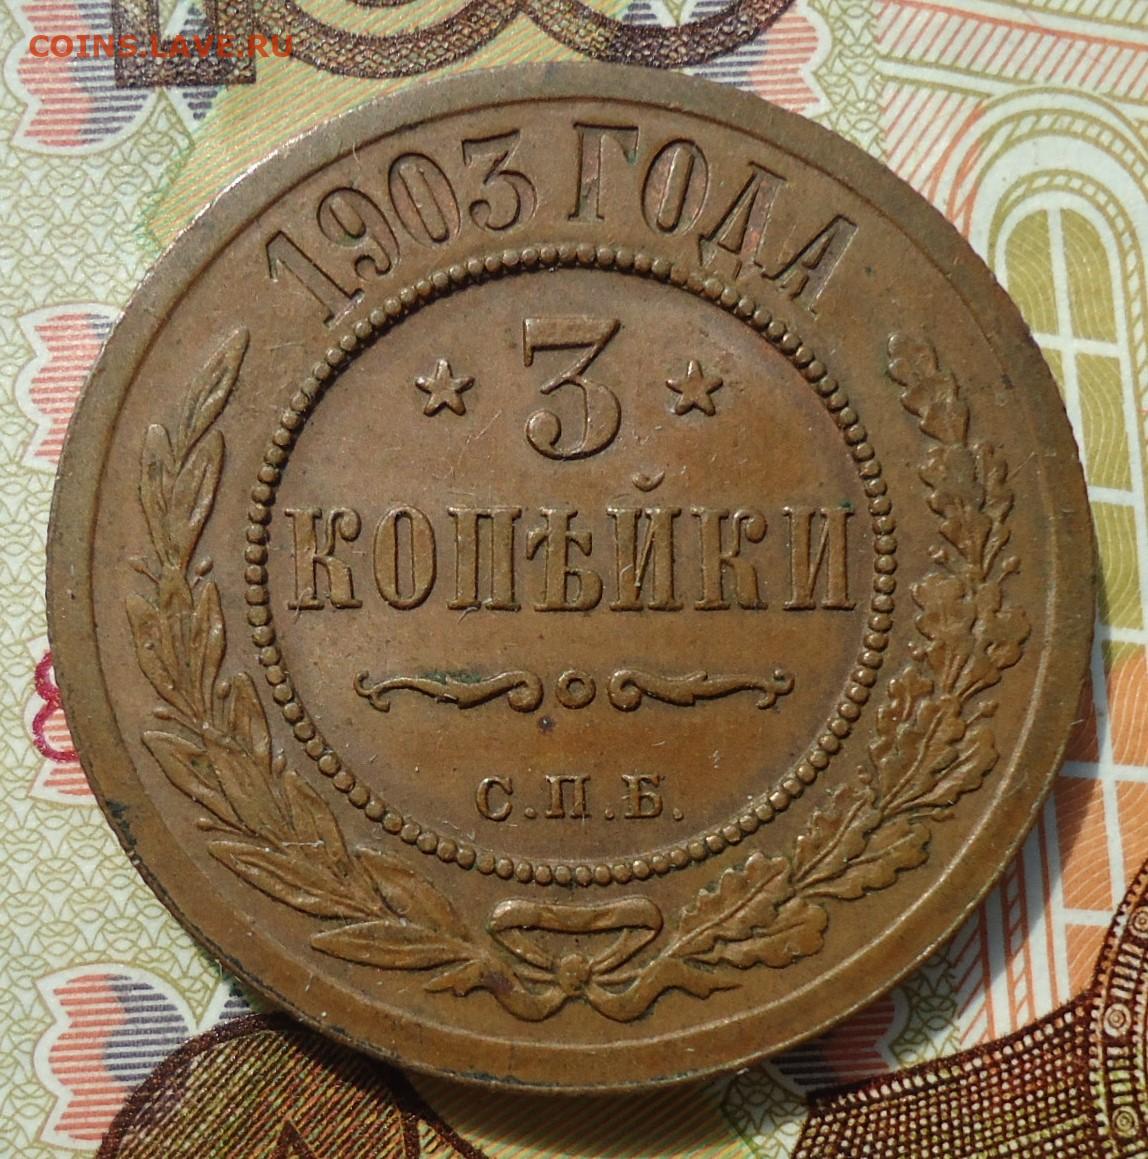 COINS.LAVE.RU
1903 ГОДА
3
КОПѢЙКИ
С.П.Б.